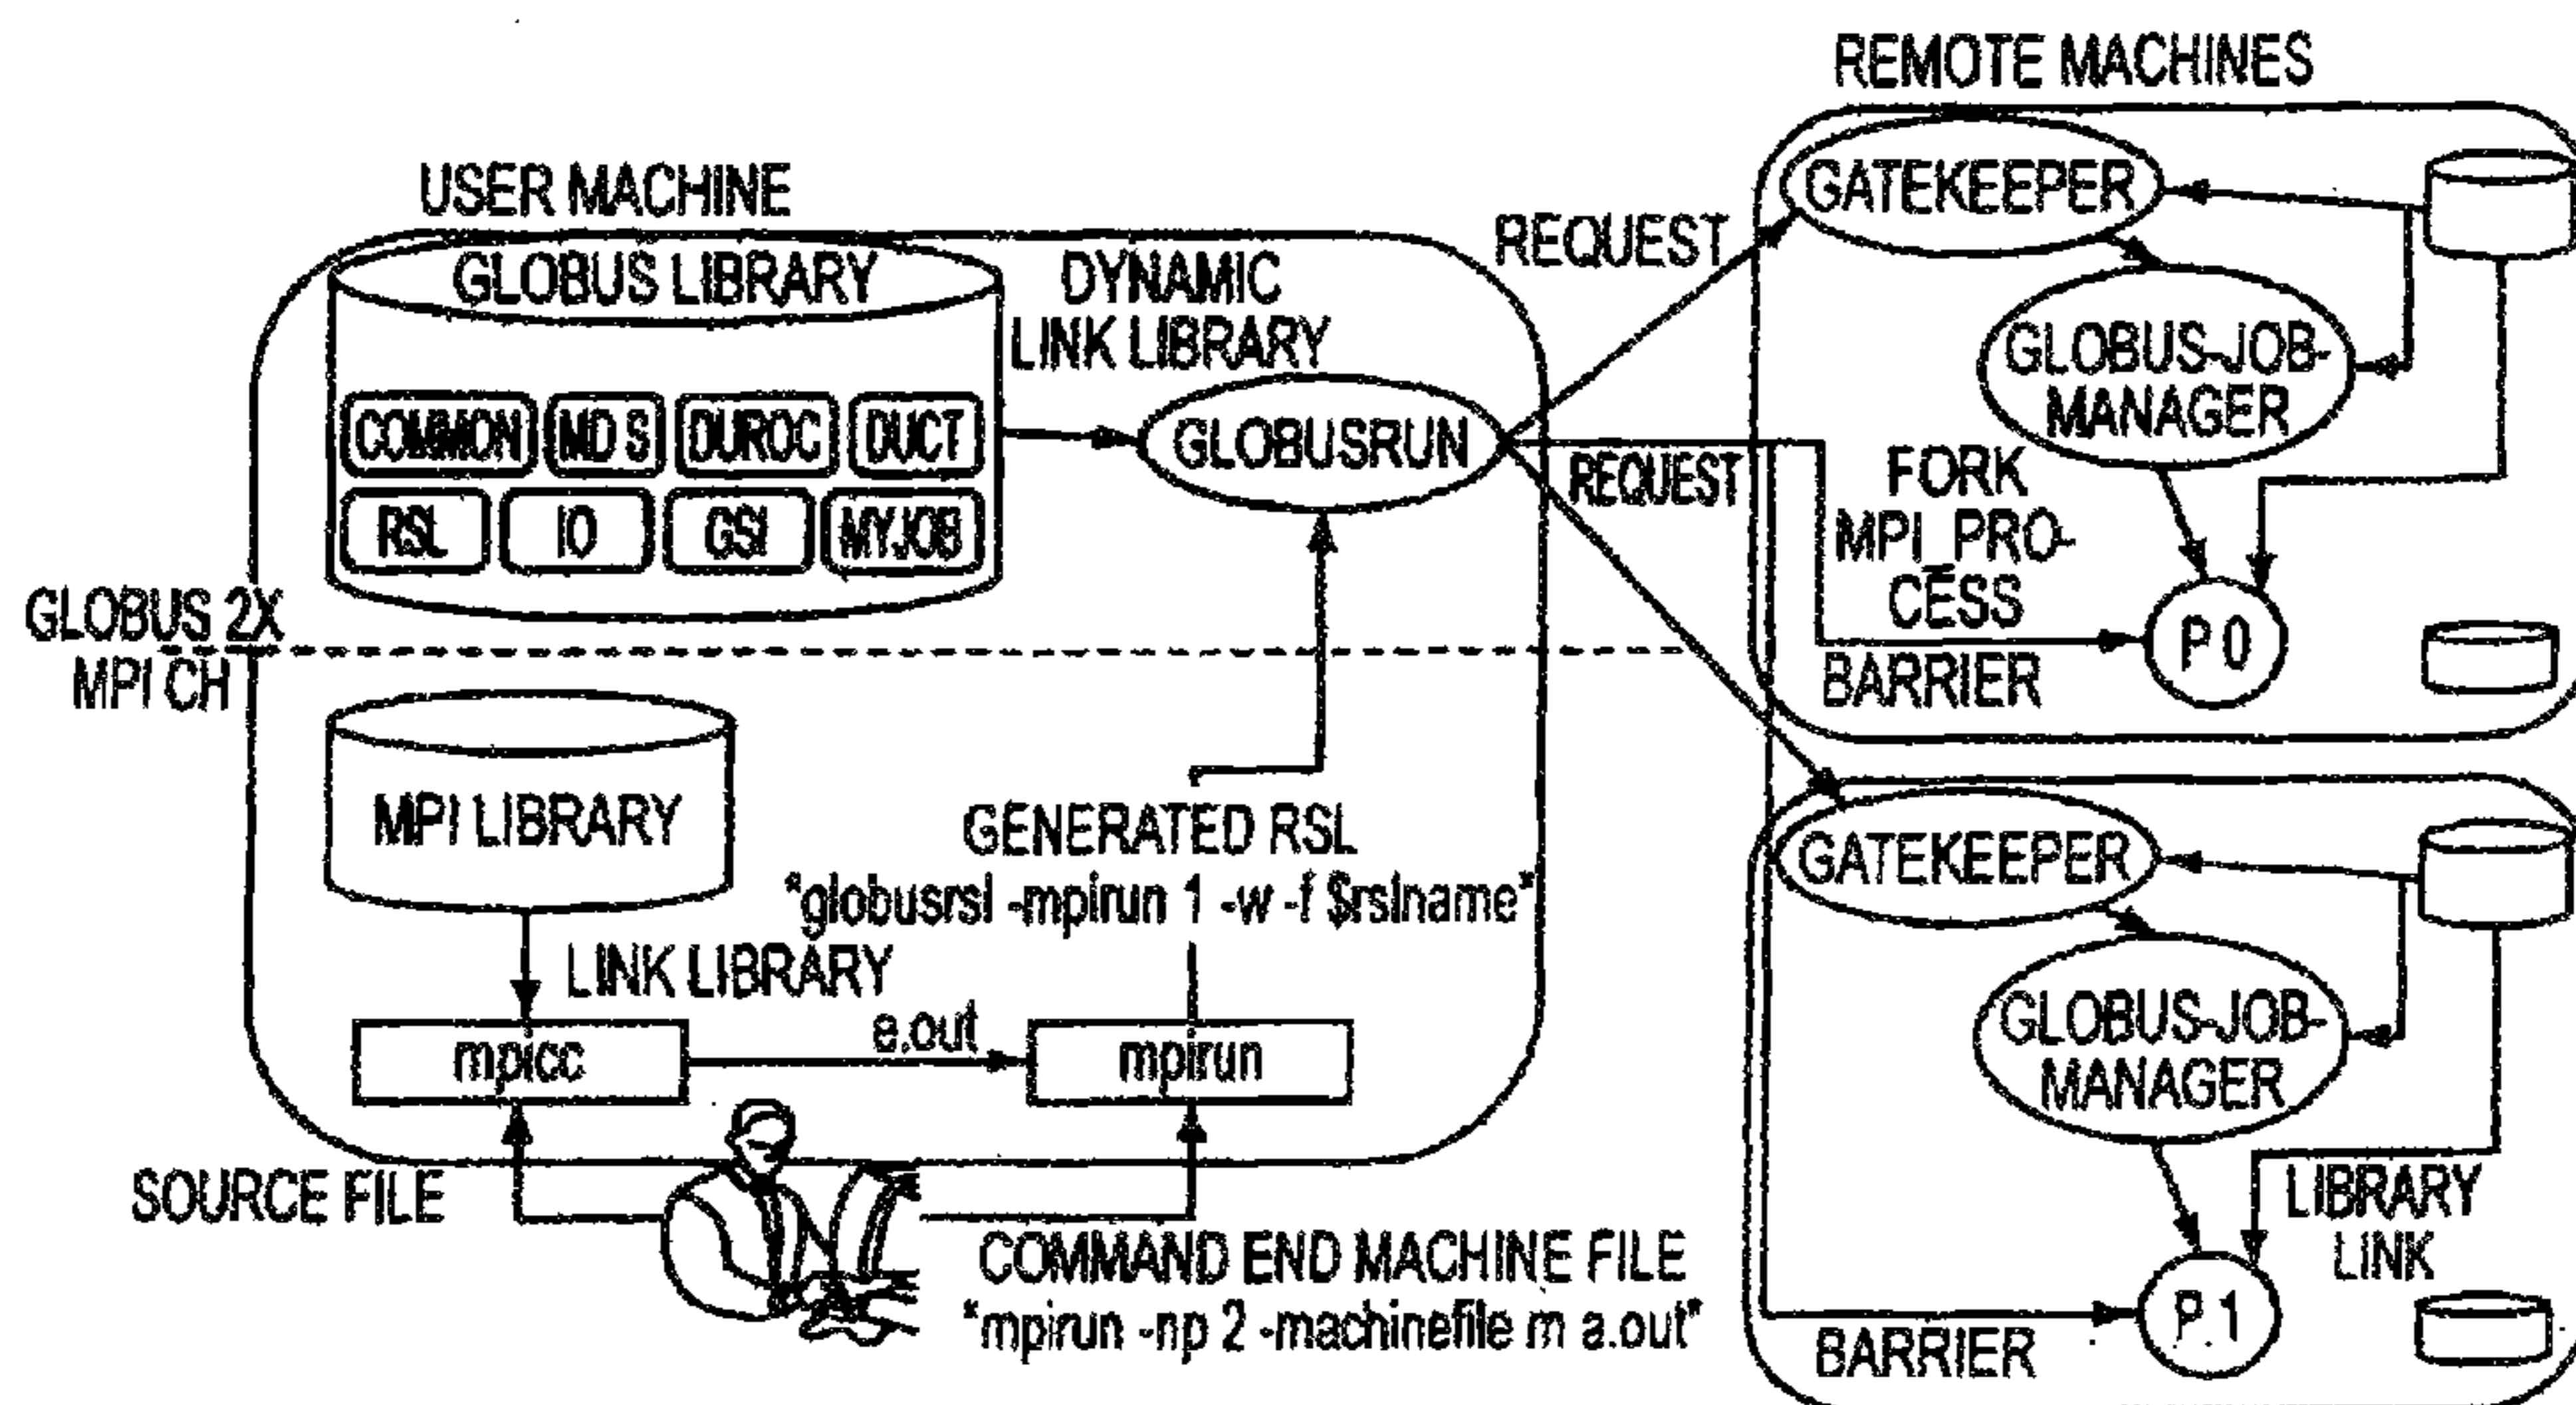 REMOTE MACHINES
USER MACHINE
GLOBUS LIBRARY
DYNAMIC
LINK LIBRARY
COMMON
MD S
DUROC
DUCT
RSL
IO
GSI
MYJOB
GLOBUSRUN
REQUEST
REQUEST
GATEKEEPER
GLOBUS-JOB-
MANAGER
FORK
MPI_PRO-
CESS
BARRIER
P 0
GLOBUS 2X
MPI CH
MPI LIBRARY
LINK LIBRARY
GENERATED RSL
"globusrsl -mpirun 1 -w -f $rslname"
mpicc
e.out
mpirun
SOURCE FILE
COMMAND END MACHINE FILE
"mpirun -np 2 -machinefile m a.out"
GATEKEEPER
GLOBUS-JOB-
MANAGER
LIBRARY
LINK
BARRIER
P 1